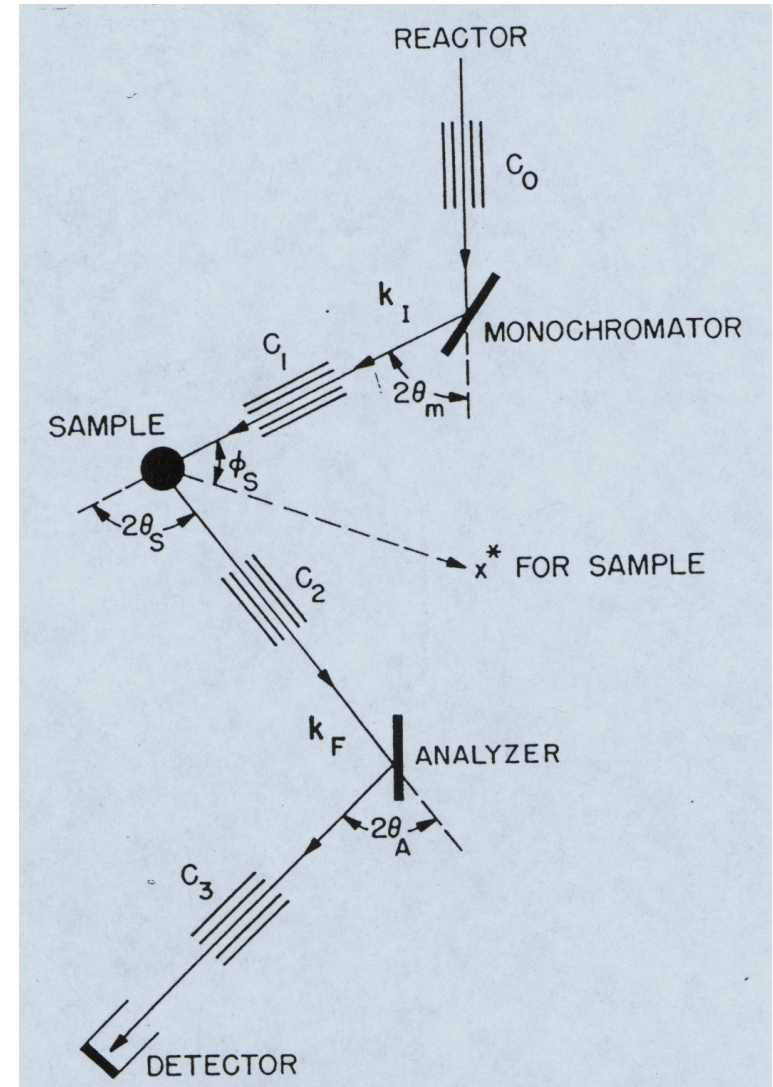 REACTOR
C0
kI
MONOCHROMATOR
C1
2θm
SAMPLE
ϕS
2θS
x* FOR SAMPLE
C2
kF
ANALYZER
2θA
C3
DETECTOR